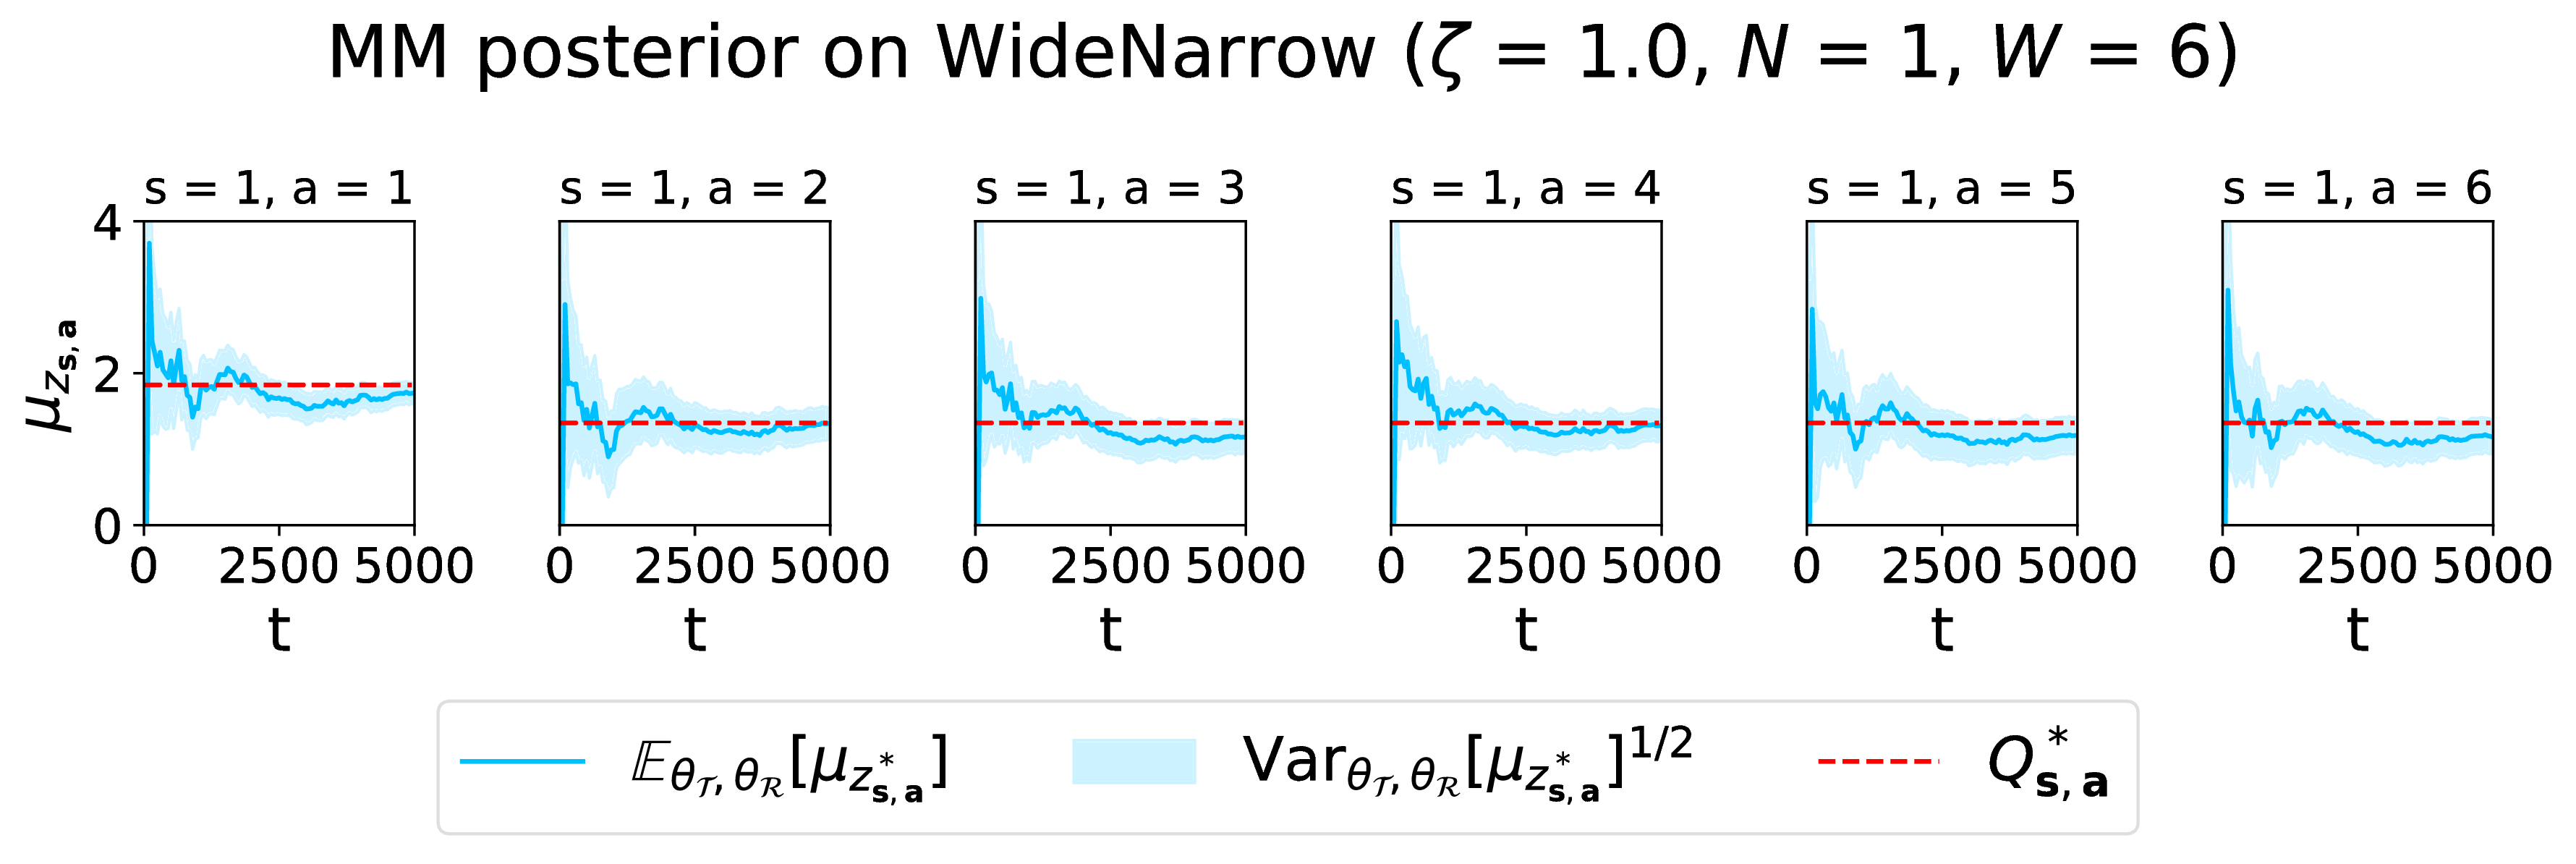 MM posterior on WideNarrow (ζ = 1.0, N = 1, W = 6)
s = 1, a = 1 s = 1, a = 2 s = 1, a = 3 s = 1, a = 4 s = 1, a = 5 s = 1, a = 6
4
2
0
μ_{z_{s,a}}
0 2500 5000 0 2500 5000 0 2500 5000 0 2500 5000 0 2500 5000 0 2500 5000
t t t t t t
𝔼_{θ_𝒯, θ_ℛ}[μ_{z^*_{s,a}}] Var_{θ_𝒯, θ_ℛ}[μ_{z^*_{s,a}}]^{1/2} Q^*_{s,a}